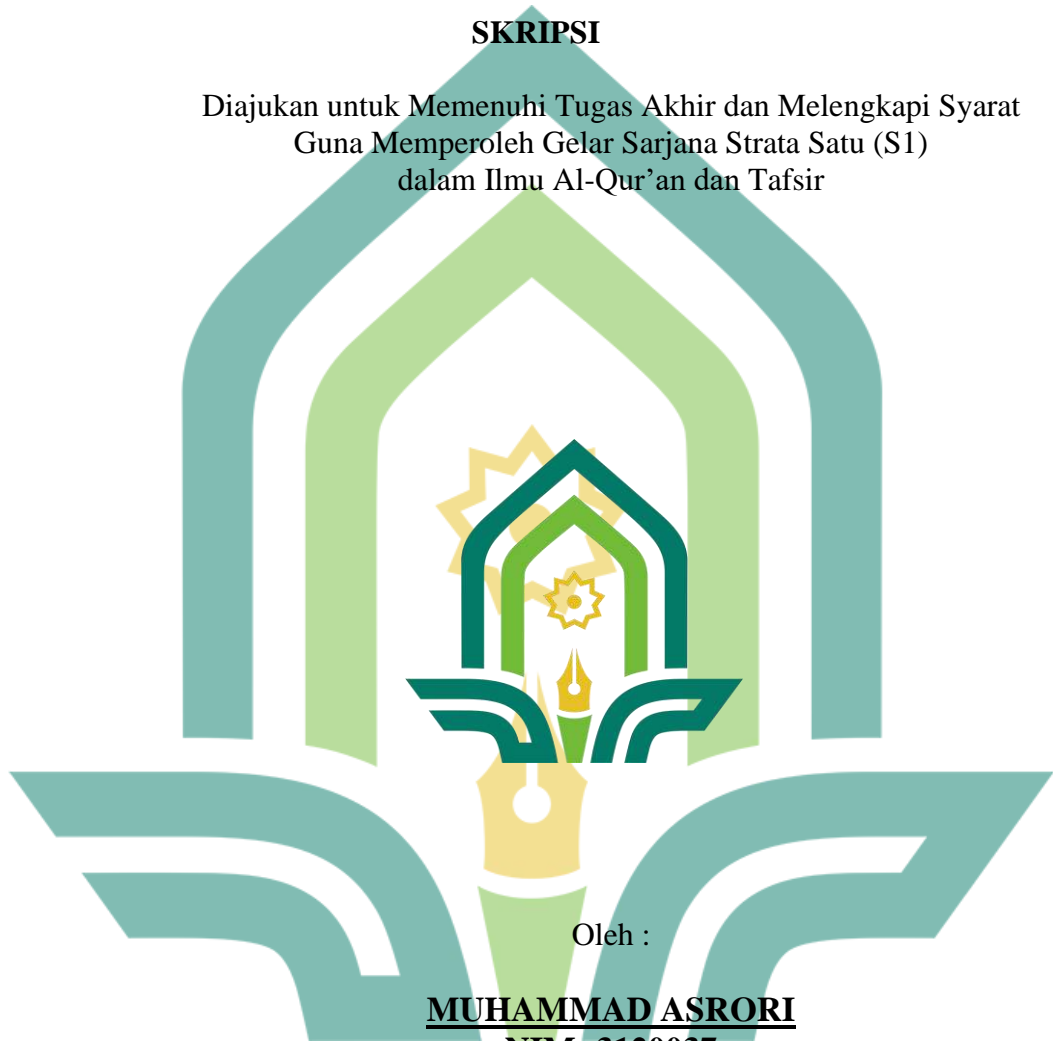 SKRIPSI
Diajukan untuk Memenuhi Tugas Akhir dan Melengkapi Syarat
Guna Memperoleh Gelar Sarjana Strata Satu (S1)
dalam Ilmu Al-Qur’an dan Tafsir
Oleh :
MUHAMMAD ASRORI